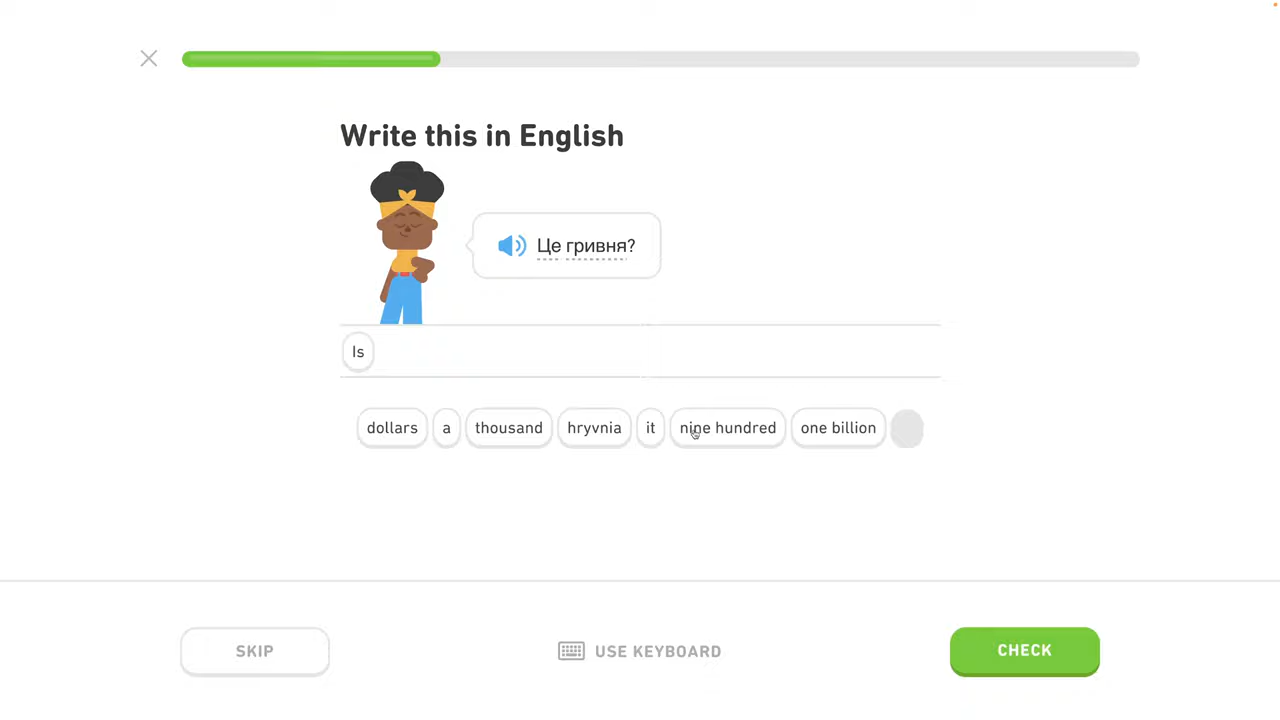 Write this in English
Це гривня?
Is
dollars a thousand hryvnia it nine hundred one billion
SKIP USE KEYBOARD CHECK